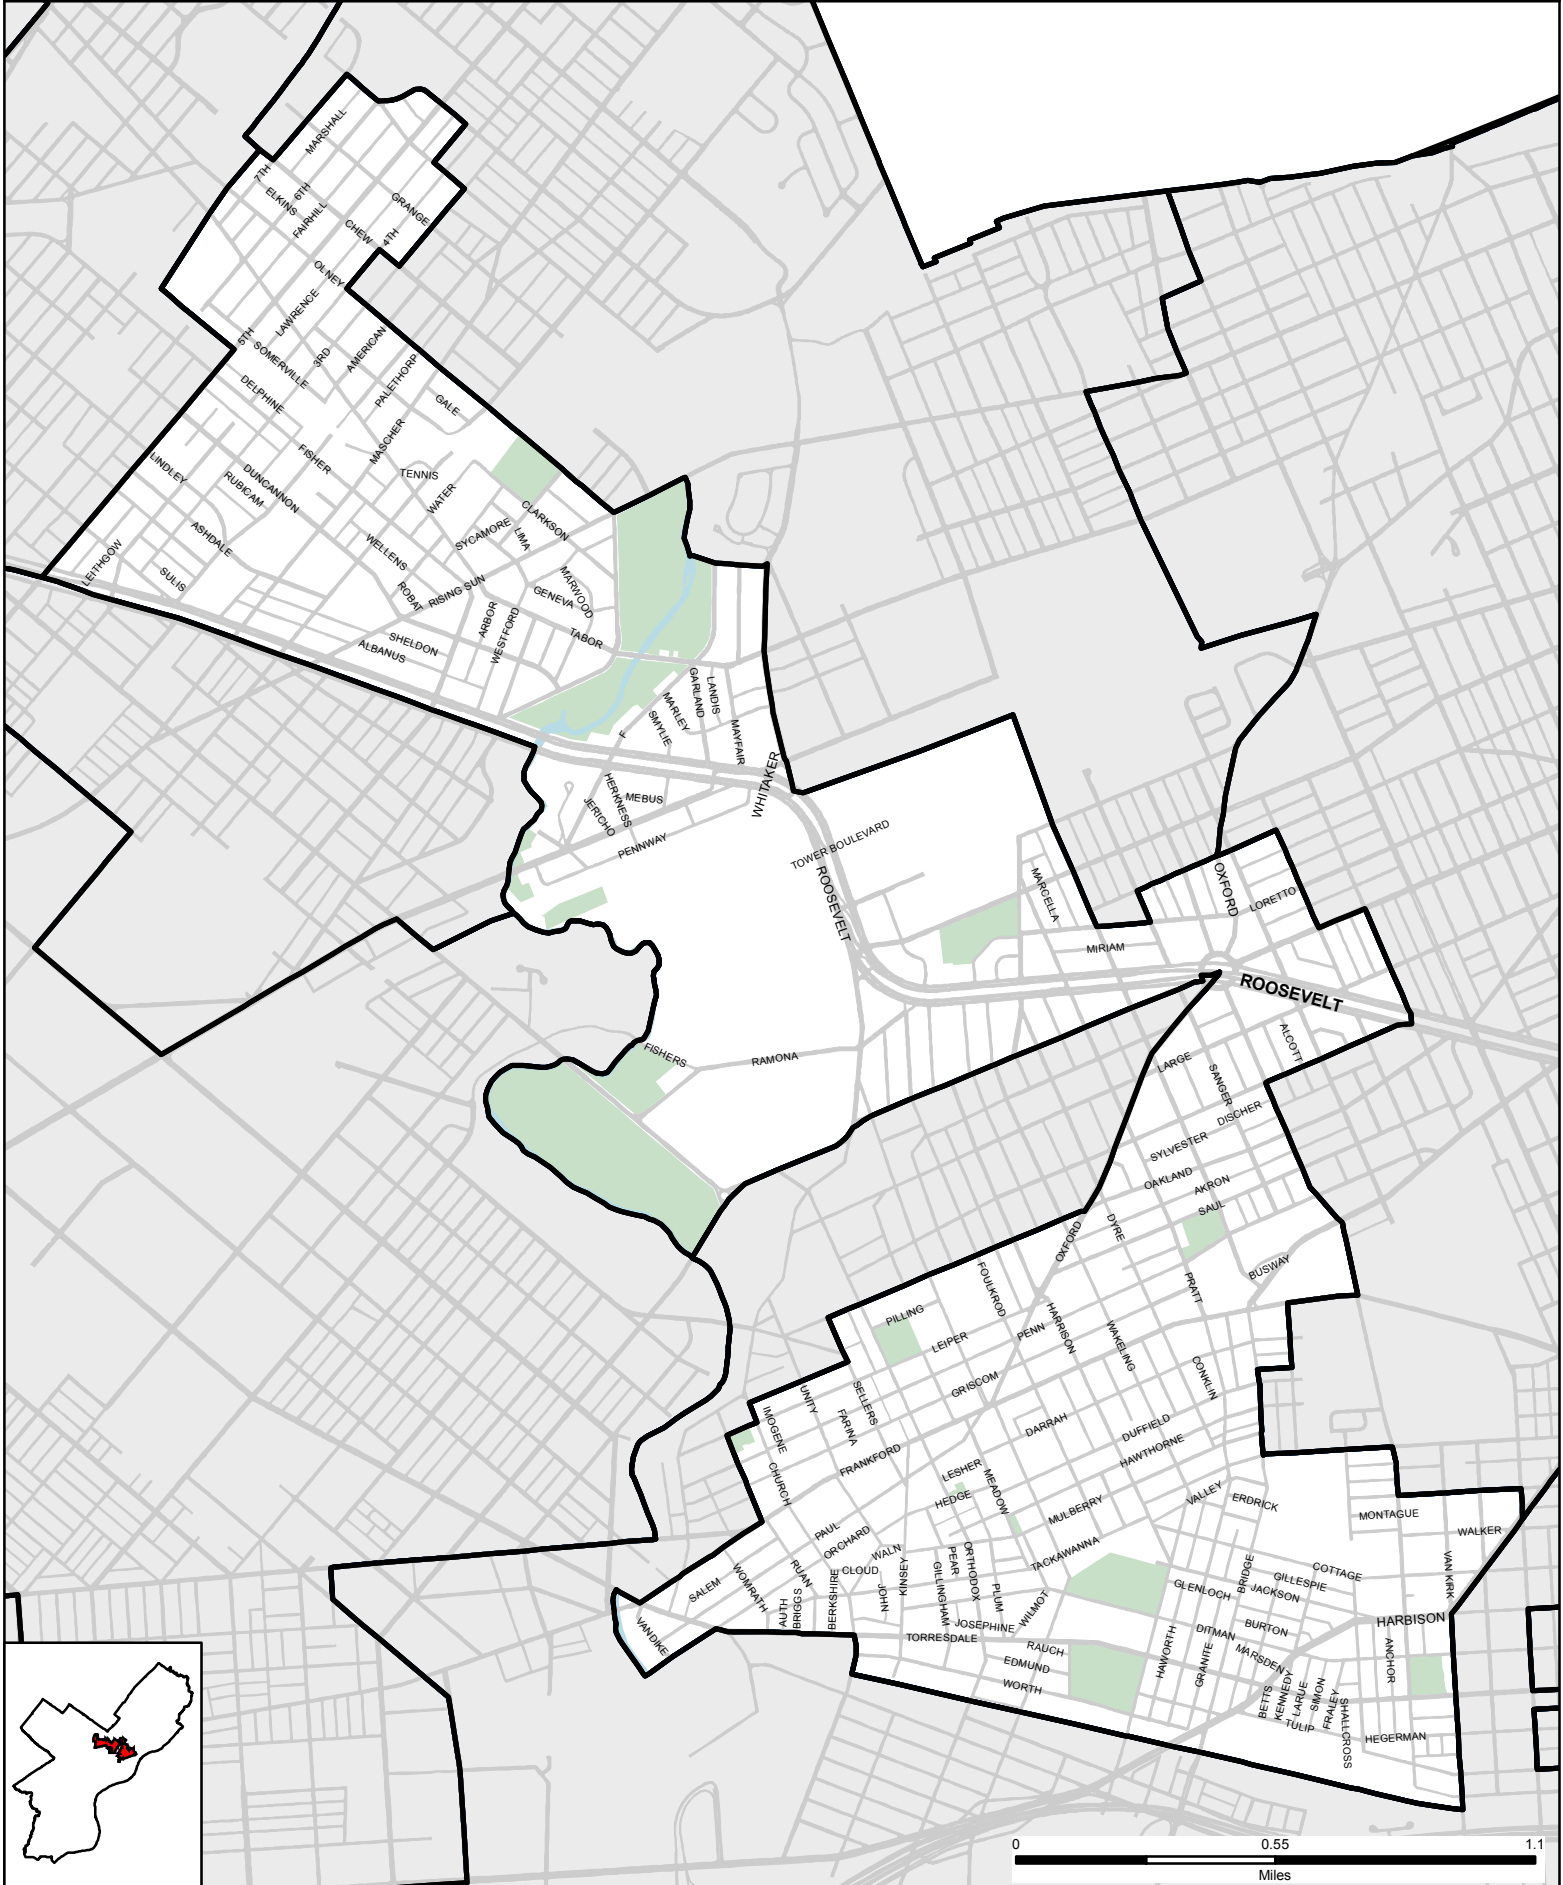 MARSHALL
7TH
6TH
ELKINS
FAIRHILL
GRANGE
CHEW
4TH
OLNEY
LAWRENCE
5TH
SOMERVILLE
3RD
AMERICAN
PALETHORP
DELPHINE
GALE
MASCHER
FISHER
LINDLEY
DUNCANNON
RUBICAM
TENNIS
WATER
CLARKSON
SYCAMORE
LIMA
ASHDALE
WELLENS
LEITHGOW
SULIS
ROBAT
RISING SUN
MARWOOD
GENEVA
ARBOR
WESTFORD
TABOR
SHELDON
ALBANUS
GARLAND
LANDIS
MARLEY
SMYLIE
F
MAYFAIR
WHITAKER
HERKNESS
MEBUS
JERICHO
PENNWAY
TOWER BOULEVARD
ROOSEVELT
MARCELLA
OXFORD
LORETTO
MIRIAM
ROOSEVELT
FISHERS
RAMONA
ALCOTT
LARGE
SANGER
DISCHER
SYLVESTER
OAKLAND
AKRON
SAUL
OXFORD
DYRE
BUSWAY
FOULKROD
PRATT
PILLING
LEIPER
PENN
HARRISON
WAKELING
GRISCOM
CONKLIN
UNITY
SELLERS
FARINA
IMOGENE
DARRAH
DUFFIELD
HAWTHORNE
FRANKFORD
CHURCH
LESHER
MEADOW
HEDGE
MULBERRY
VALLEY
ERDRICK
MONTAGUE
WALKER
PAUL
ORCHARD
WALN
CLOUD
TACKAWANNA
COTTAGE
GILLESPIE
JACKSON
BRIDGE
GLENLOCH
VAN KIRK
SALEM
WOMRATH
RUAN
AUTH
BRIGGS
BERKSHIRE
JOHN
KINSEY
GILLINGHAM
PEAR
ORTHODOX
PLUM
WILMOT
JOSEPHINE
HARBISON
VANDIKE
TORRESDALE
RAUCH
EDMUND
WORTH
HAWORTH
DITMAN
BURTON
GRANITE
MARSDEN
ANCHOR
BETTS
KENNEDY
LARUE
SIMON
FRALEY
SHALLCROSS
TULIP
HEGERMAN
0 0.55 1.1
Miles